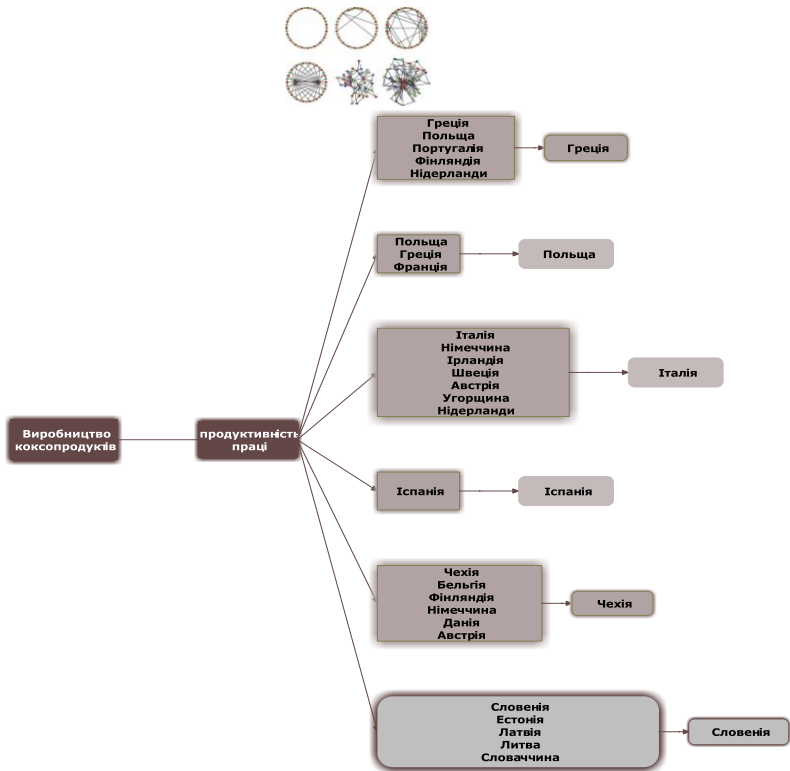 Греція
Польща
Португалія
Фінляндія
Нідерланди
Греція
Польща
Греція
Франція
Польща
Італія
Німеччина
Ірландія
Швеція
Австрія
Угорщина
Нідерланди
Італія
Виробництво
коксопродуктів
продуктивність
праці
Іспанія
Іспанія
Чехія
Бельгія
Фінляндія
Німеччина
Данія
Австрія
Чехія
Словенія
Естонія
Латвія
Литва
Словаччина
Словенія